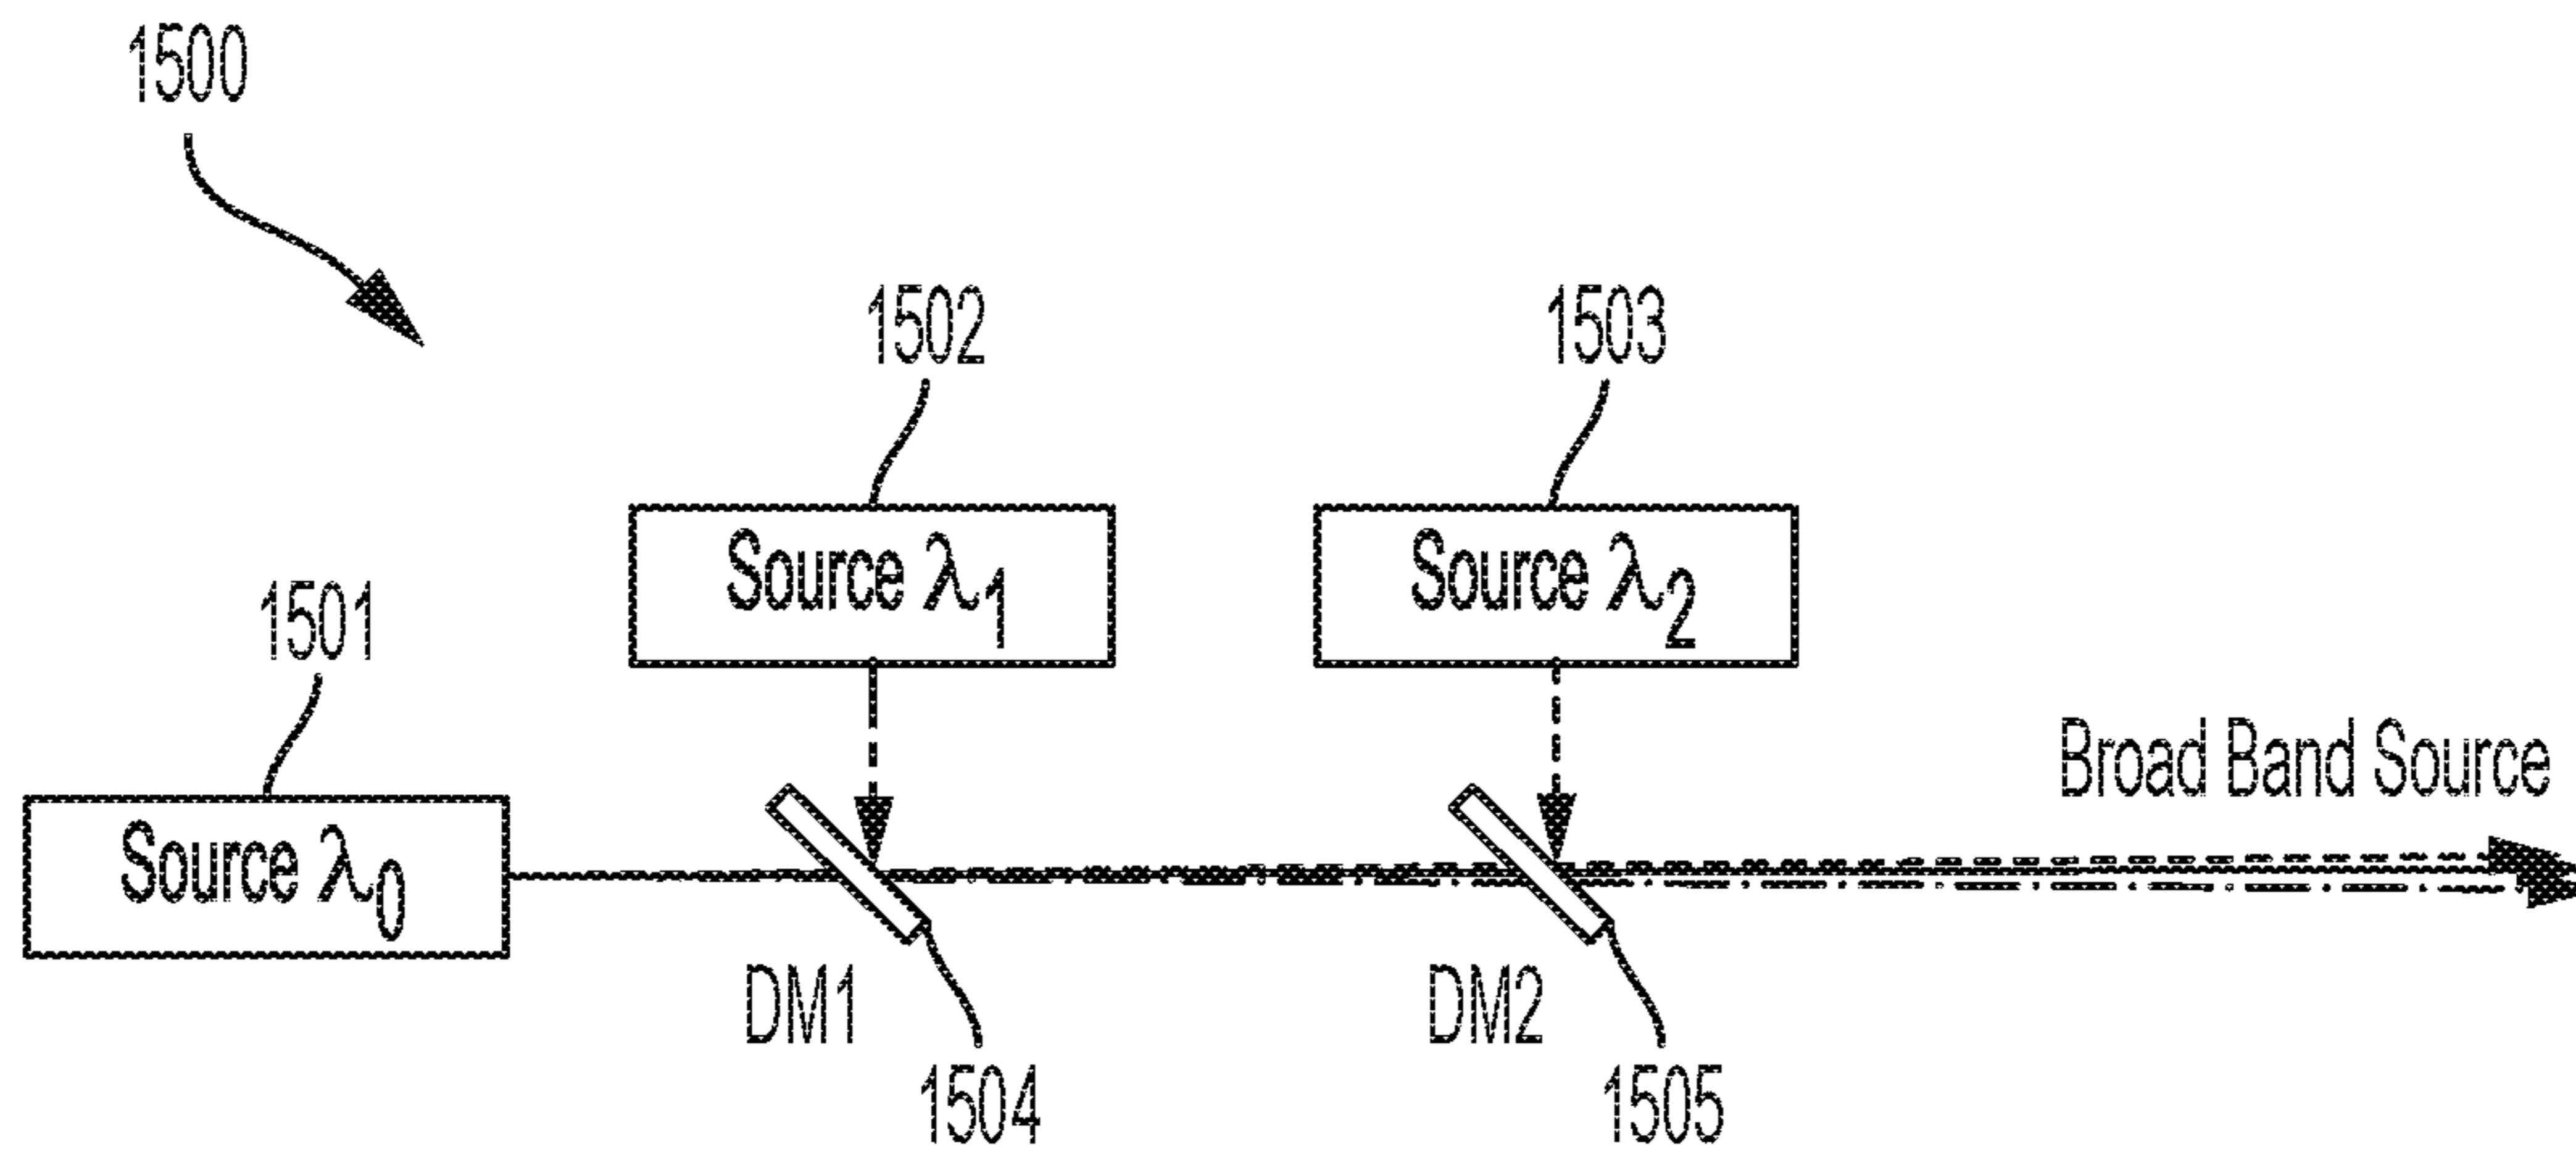 1500
1502
1503
Source λ1
Source λ2
1501
Source λ0
Broad Band Source
DM1
DM2
1504
1505